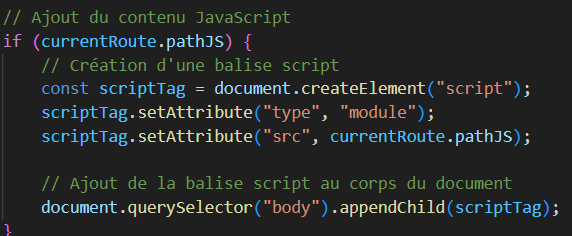 // Ajout du contenu JavaScript
if (currentRoute.pathJS) {
// Création d'une balise script
const scriptTag = document.createElement("script");
scriptTag.setAttribute("type", "module");
scriptTag.setAttribute("src", currentRoute.pathJS);
// Ajout de la balise script au corps du document
document.querySelector("body").appendChild(scriptTag);
}